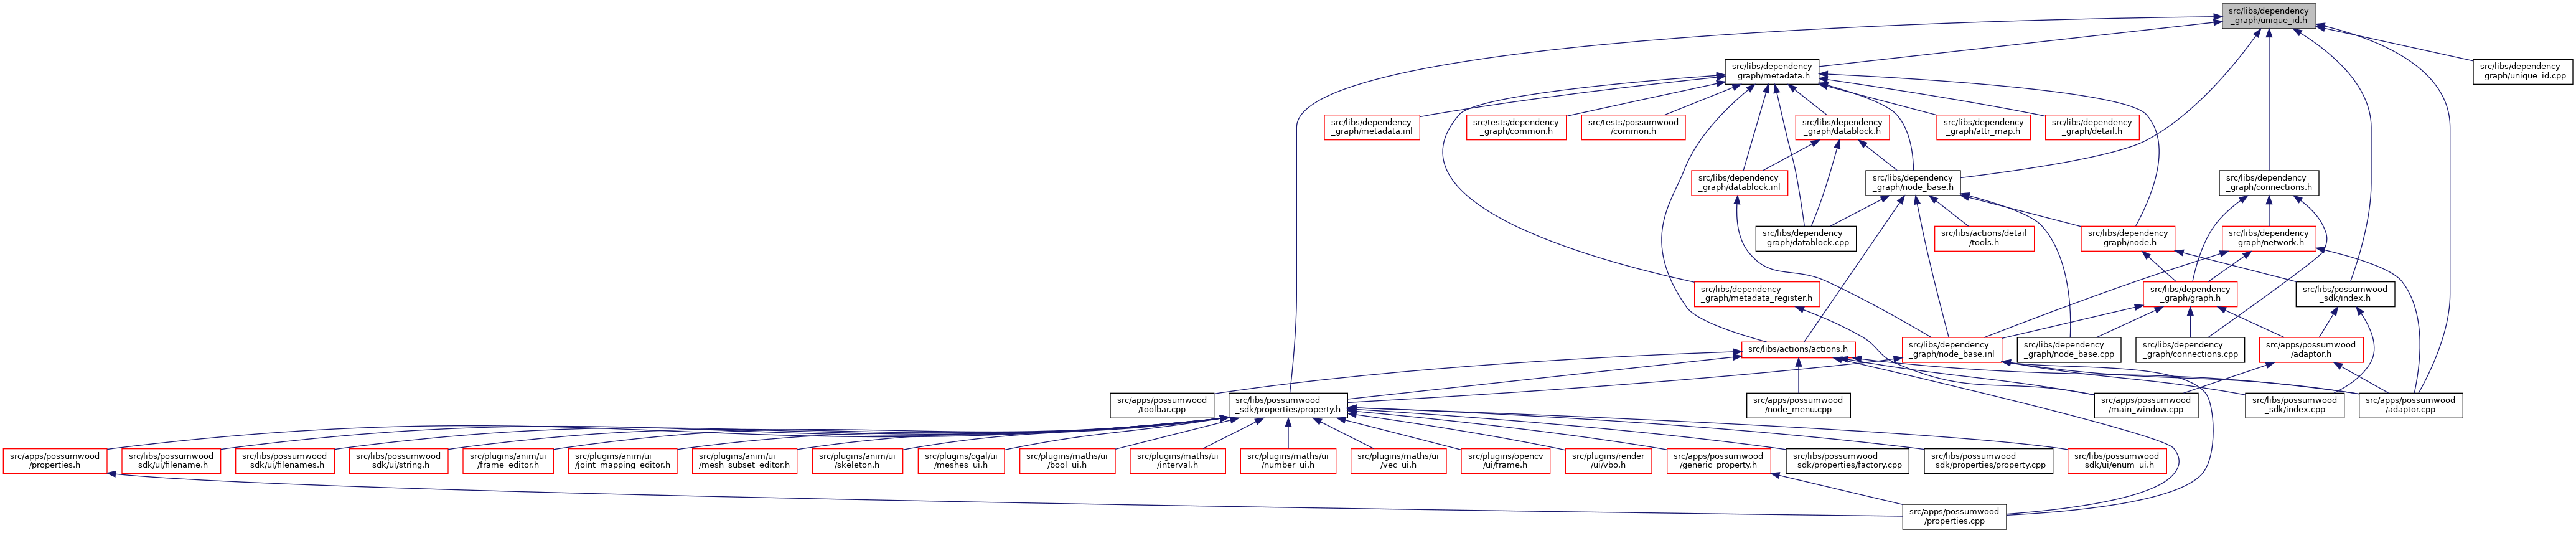 src/libs/dependency
_graph/unique_id.h
src/libs/dependency
_graph/metadata.h
src/libs/dependency
_graph/unique_id.cpp
src/libs/dependency
_graph/metadata.inl
src/tests/dependency
_graph/common.h
src/tests/possumwood
/common.h
src/libs/dependency
_graph/datablock.h
src/libs/dependency
_graph/attr_map.h
src/libs/dependency
_graph/detail.h
src/libs/dependency
_graph/datablock.inl
src/libs/dependency
_graph/node_base.h
src/libs/dependency
_graph/connections.h
src/libs/dependency
_graph/datablock.cpp
src/libs/actions/detail
/tools.h
src/libs/dependency
_graph/node.h
src/libs/dependency
_graph/network.h
src/libs/dependency
_graph/metadata_register.h
src/libs/dependency
_graph/graph.h
src/libs/possumwood
_sdk/index.h
src/libs/actions/actions.h
src/libs/dependency
_graph/node_base.inl
src/libs/dependency
_graph/node_base.cpp
src/libs/dependency
_graph/connections.cpp
src/apps/possumwood
/adaptor.h
src/apps/possumwood
/toolbar.cpp
src/libs/possumwood
_sdk/properties/property.h
src/apps/possumwood
/node_menu.cpp
src/apps/possumwood
/main_window.cpp
src/libs/possumwood
_sdk/index.cpp
src/apps/possumwood
/adaptor.cpp
src/apps/possumwood
/properties.h
src/libs/possumwood
_sdk/ui/filename.h
src/libs/possumwood
_sdk/ui/filenames.h
src/libs/possumwood
_sdk/ui/string.h
src/plugins/anim/ui
/frame_editor.h
src/plugins/anim/ui
/joint_mapping_editor.h
src/plugins/anim/ui
/mesh_subset_editor.h
src/plugins/anim/ui
/skeleton.h
src/plugins/cgal/ui
/meshes_ui.h
src/plugins/maths/ui
/bool_ui.h
src/plugins/maths/ui
/interval.h
src/plugins/maths/ui
/number_ui.h
src/plugins/maths/ui
/vec_ui.h
src/plugins/opencv
/ui/frame.h
src/plugins/render
/ui/vbo.h
src/apps/possumwood
/generic_property.h
src/libs/possumwood
_sdk/properties/factory.cpp
src/libs/possumwood
_sdk/properties/property.cpp
src/libs/possumwood
_sdk/ui/enum_ui.h
src/apps/possumwood
/properties.cpp